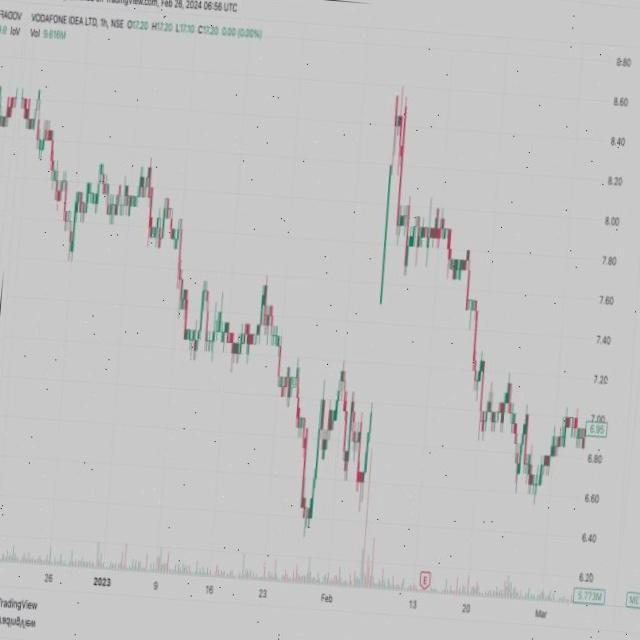 TradingView.com, Feb 26, 2024 06:56 UTC
VODAFONE IDEA LTD, 1h, NSE O17.20 H17.20 L17.10 C17.20 0.00 (0.00%)
Vol 9.616M
8.80
8.60
8.40
8.20
8.00
7.80
7.60
7.40
7.20
7.00
6.95
6.80
6.60
6.40
6.20
5.773M
E
26 2023 9 16 23 Feb 13 20 Mar
TradingView